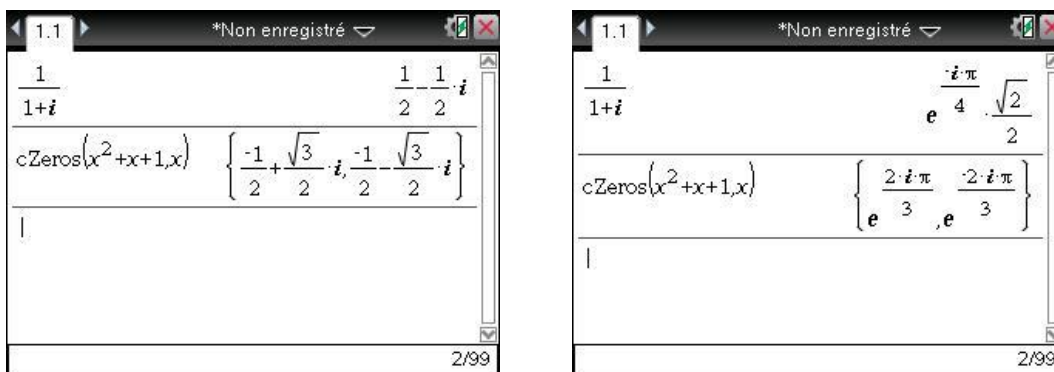 1.1 *Non enregistré
1/(1+i) 1/2-1/2·i
cZeros(x²+x+1,x) {-1/2+√3/2·i,-1/2-√3/2·i}
2/99
1.1 *Non enregistré
1/(1+i) e^(-i·π/4)·√2/2
cZeros(x²+x+1,x) {e^(2·i·π/3),e^(-2·i·π/3)}
2/99